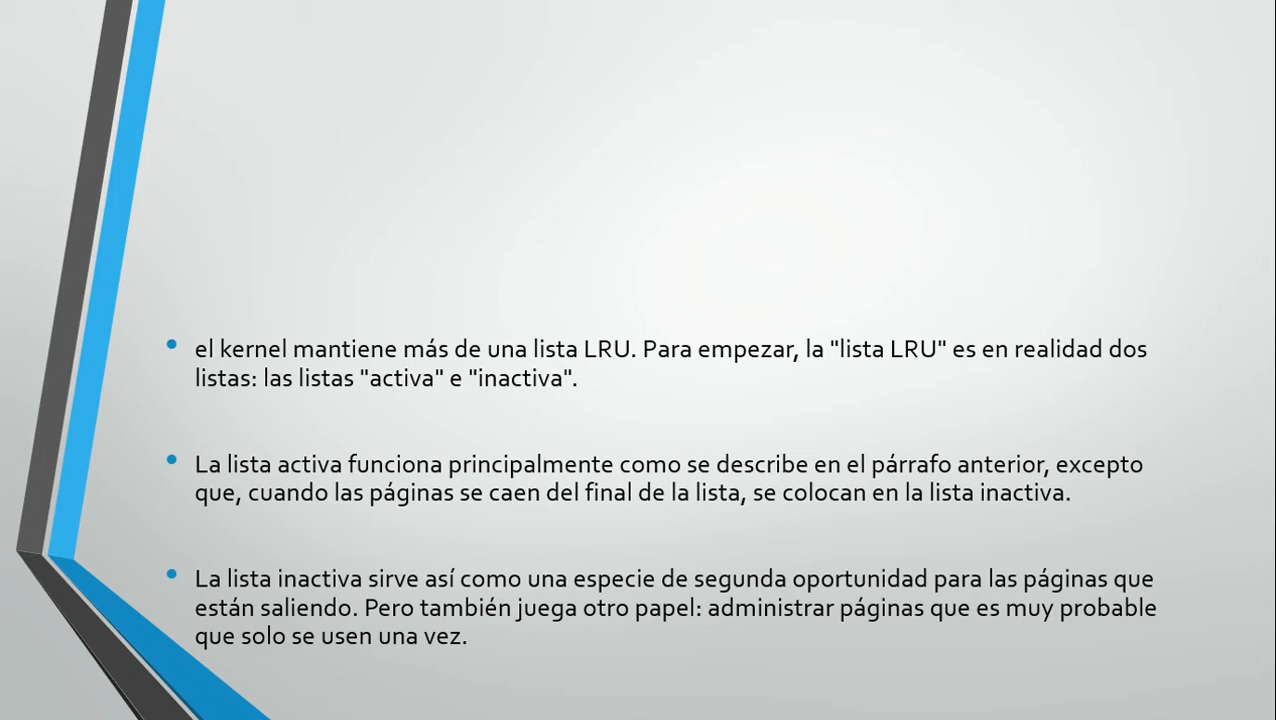 el kernel mantiene más de una lista LRU. Para empezar, la "lista LRU" es en realidad dos
listas: las listas "activa" e "inactiva".
La lista activa funciona principalmente como se describe en el párrafo anterior, excepto
que, cuando las páginas se caen del final de la lista, se colocan en la lista inactiva.
La lista inactiva sirve así como una especie de segunda oportunidad para las páginas que
están saliendo. Pero también juega otro papel: administrar páginas que es muy probable
que solo se usen una vez.